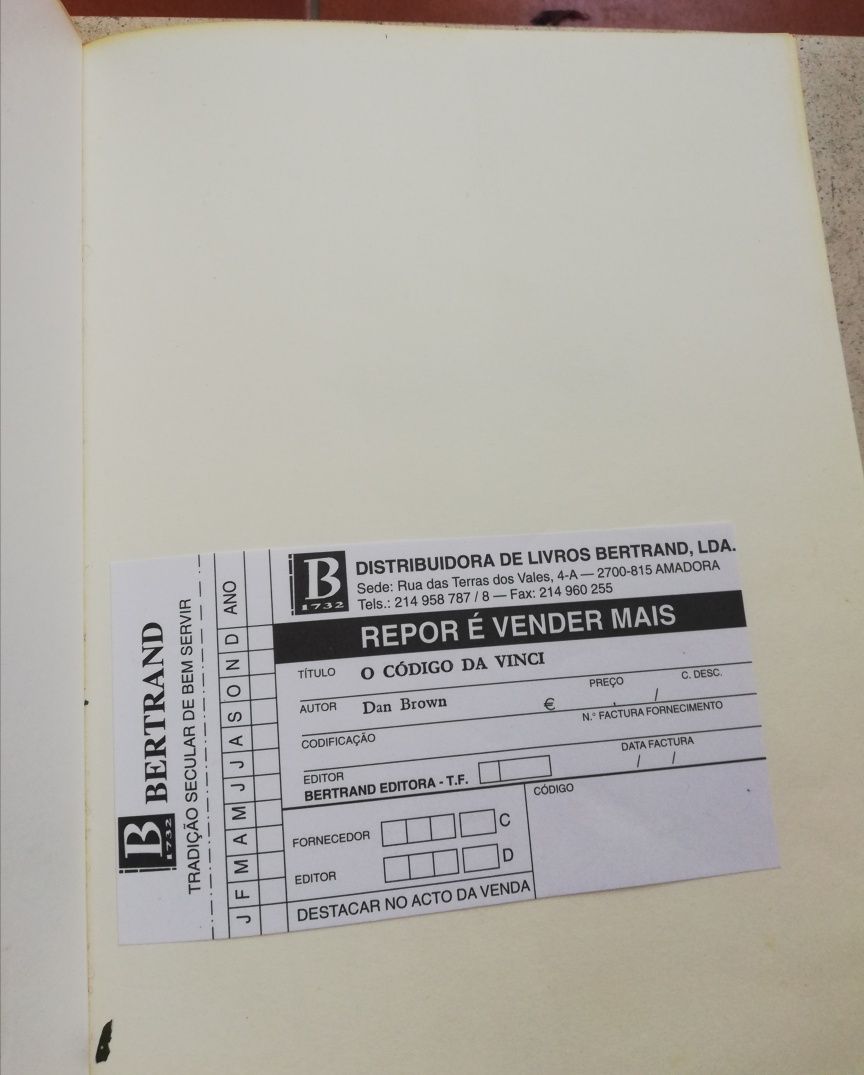 B
1732
BERTRAND
TRADIÇÃO SECULAR DE BEM SERVIR
J F M A M J J A S O N D ANO
B
1732
DISTRIBUIDORA DE LIVROS BERTRAND, LDA.
Sede: Rua das Terras dos Vales, 4-A — 2700-815 AMADORA
Tels.: 214 958 787 / 8 — Fax: 214 960 255
REPOR É VENDER MAIS
TÍTULO O CÓDIGO DA VINCI
AUTOR Dan Brown € PREÇO , / C. DESC.
CODIFICAÇÃO N.º FACTURA FORNECIMENTO
EDITOR DATA FACTURA / /
BERTRAND EDITORA - T.F.
CÓDIGO
FORNECEDOR C
EDITOR D
DESTACAR NO ACTO DA VENDA